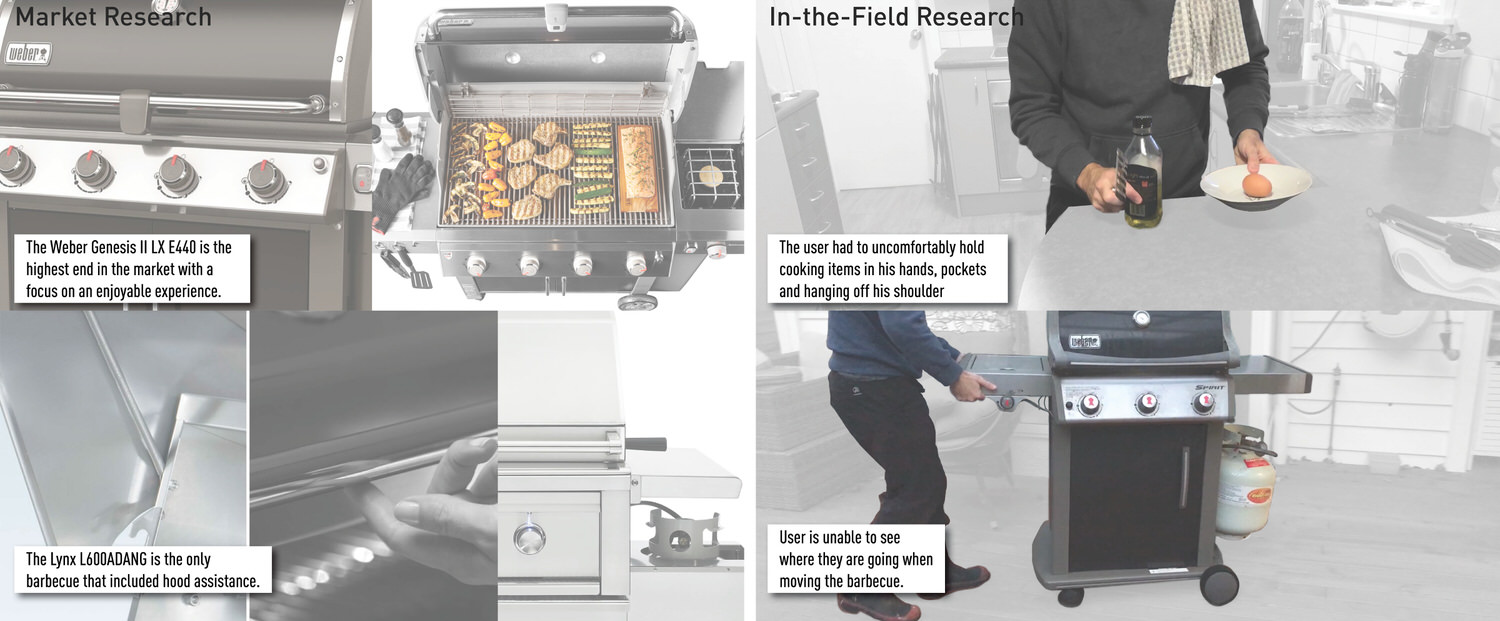 Market Research
weber
The Weber Genesis II LX E440 is the
highest end in the market with a
focus on an enjoyable experience.
The Lynx L600ADANG is the only
barbecue that included hood assistance.
In-the-Field Research
The user had to uncomfortably hold
cooking items in his hands, pockets
and hanging off his shoulder
weber
User is unable to see
where they are going when
moving the barbecue.